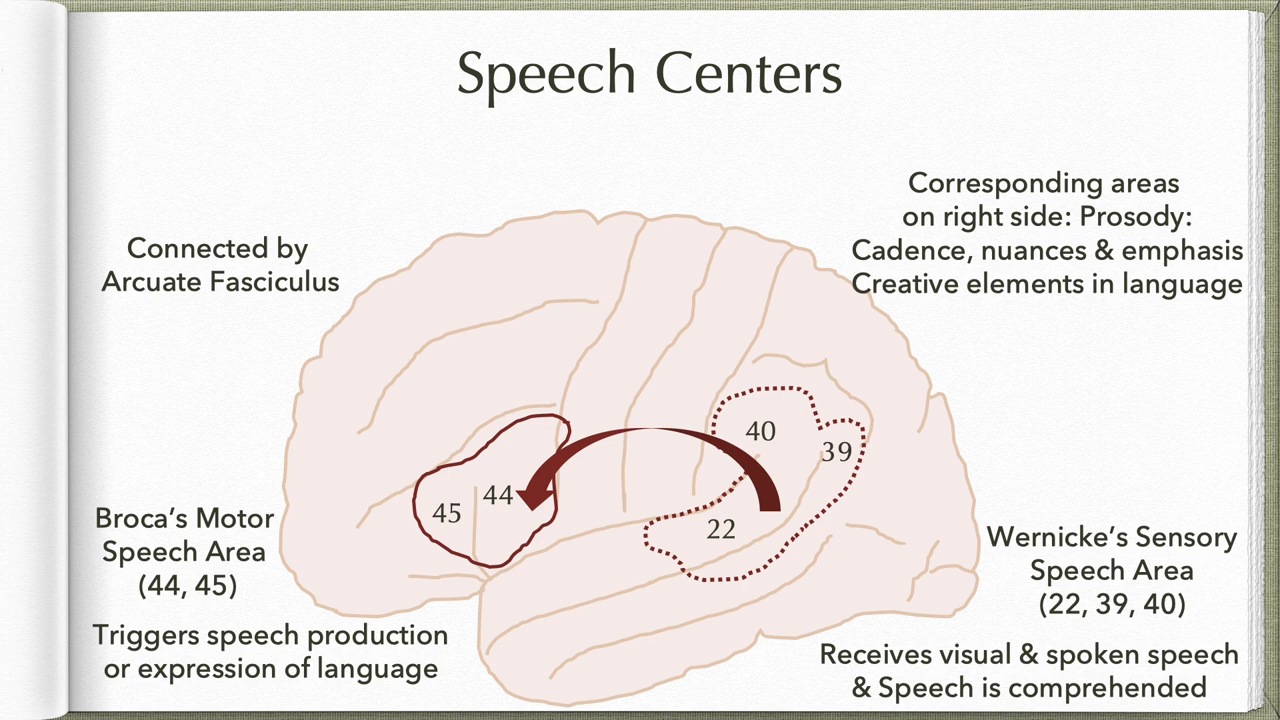 Speech Centers
Corresponding areas
on right side: Prosody:
Cadence, nuances & emphasis
Creative elements in language
Connected by
Arcuate Fasciculus
40
39
44
45
22
Broca’s Motor
Speech Area
(44, 45)
Triggers speech production
or expression of language
Wernicke’s Sensory
Speech Area
(22, 39, 40)
Receives visual & spoken speech
& Speech is comprehended